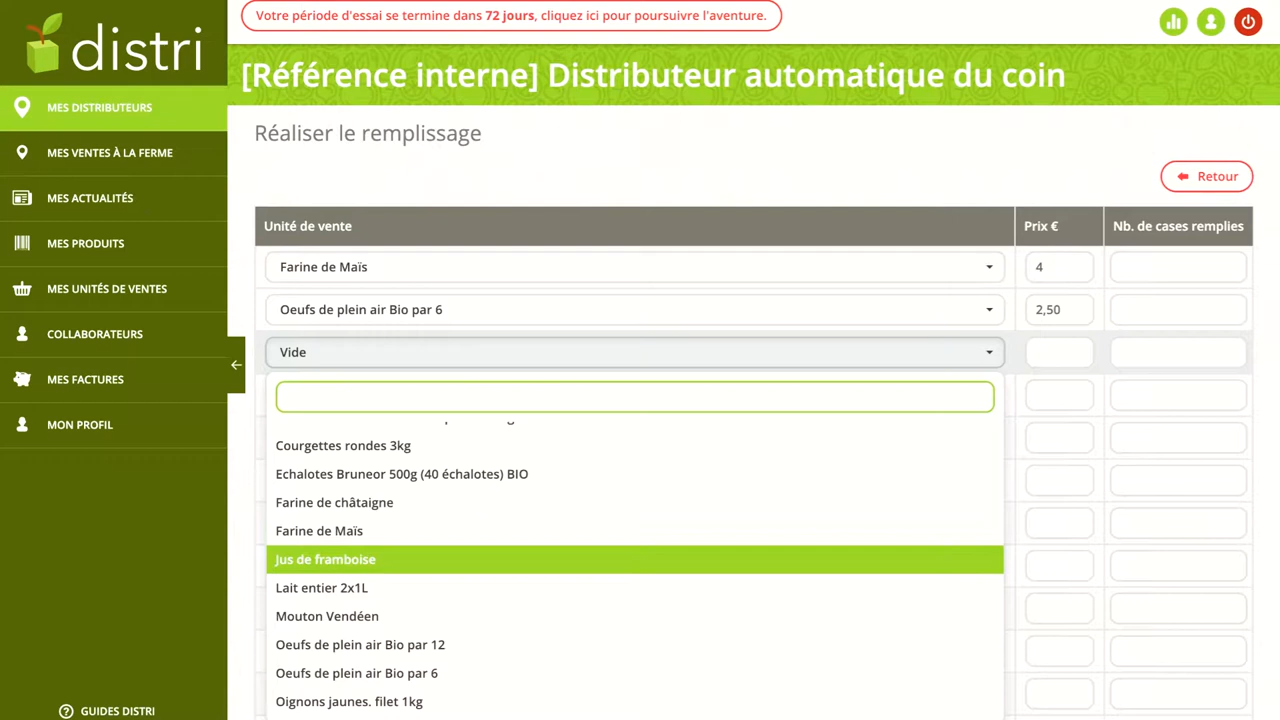 Votre période d'essai se termine dans 72 jours, cliquez ici pour poursuivre l'aventure.
distri
[Référence interne] Distributeur automatique du coin
MES DISTRIBUTEURS
MES VENTES À LA FERME
MES ACTUALITÉS
MES PRODUITS
MES UNITÉS DE VENTES
COLLABORATEURS
MES FACTURES
MON PROFIL
GUIDES DISTRI
Réaliser le remplissage
Retour
Unité de vente Prix € Nb. de cases remplies
Farine de Maïs 4
Oeufs de plein air Bio par 6 2,50
Vide
Courgettes rondes 3kg
Echalotes Bruneor 500g (40 échalotes) BIO
Farine de châtaigne
Farine de Maïs
Jus de framboise
Lait entier 2x1L
Mouton Vendéen
Oeufs de plein air Bio par 12
Oeufs de plein air Bio par 6
Oignons jaunes. filet 1kg